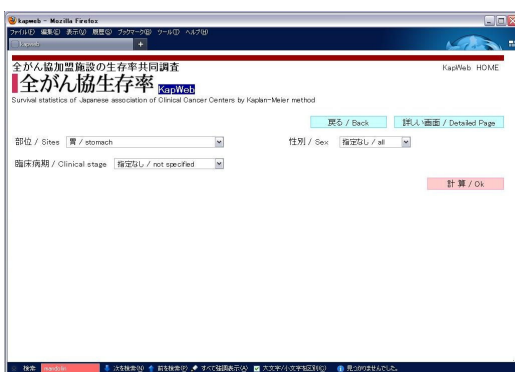 kapweb - Mozilla Firefox
ファイル(F) 編集(E) 表示(V) 履歴(S) ブックマーク(B) ツール(T) ヘルプ(H)
Kapweb
全がん協加盟施設の生存率共同調査
KapWeb HOME
全がん協生存率 KapWeb
Survival statistics of Japanese association of Clinical Cancer Centers by Kaplan-Meier method
戻る / Back 詳しい画面 / Detailed Page
部位 / Sites 胃 / stomach 性別 / Sex 指定なし / all
臨床病期 / Clinical stage 指定なし / not specified
計算 / Ok
検索: 次を検索(N) 前を検索(P) すべて強調表示(A) 大文字/小文字を区別(C) 見つかりませんでした。